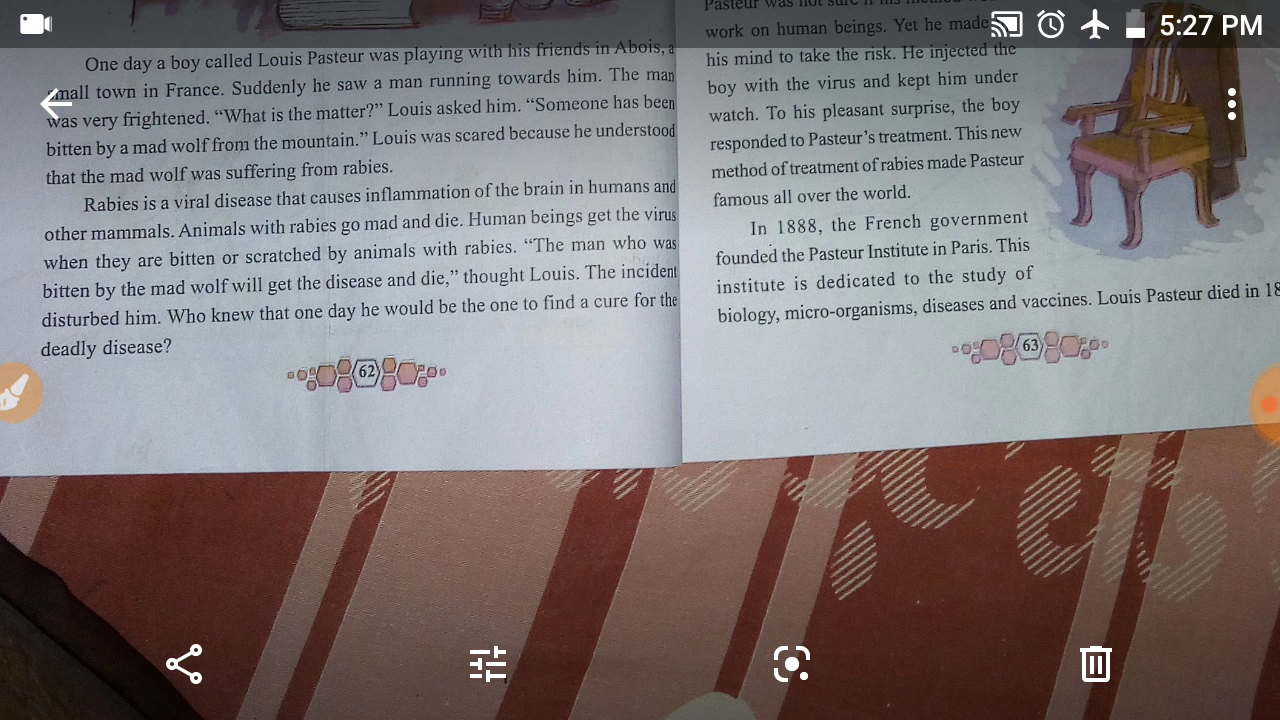 5:27 PM
One day a boy called Louis Pasteur was playing with his friends in Abois, a
small town in France. Suddenly he saw a man running towards him. The man
was very frightened. “What is the matter?” Louis asked him. “Someone has been
bitten by a mad wolf from the mountain.” Louis was scared because he understood
that the mad wolf was suffering from rabies.
Rabies is a viral disease that causes inflammation of the brain in humans and
other mammals. Animals with rabies go mad and die. Human beings get the virus
when they are bitten or scratched by animals with rabies. “The man who was
bitten by the mad wolf will get the disease and die,” thought Louis. The incident
disturbed him. Who knew that one day he would be the one to find a cure for the
deadly disease?
62
Pasteur was not sure if his method
work on human beings. Yet he made
his mind to take the risk. He injected the
boy with the virus and kept him under
watch. To his pleasant surprise, the boy
responded to Pasteur’s treatment. This new
method of treatment of rabies made Pasteur
famous all over the world.
In 1888, the French government
founded the Pasteur Institute in Paris. This
institute is dedicated to the study of
biology, micro-organisms, diseases and vaccines. Louis Pasteur died in 18
63